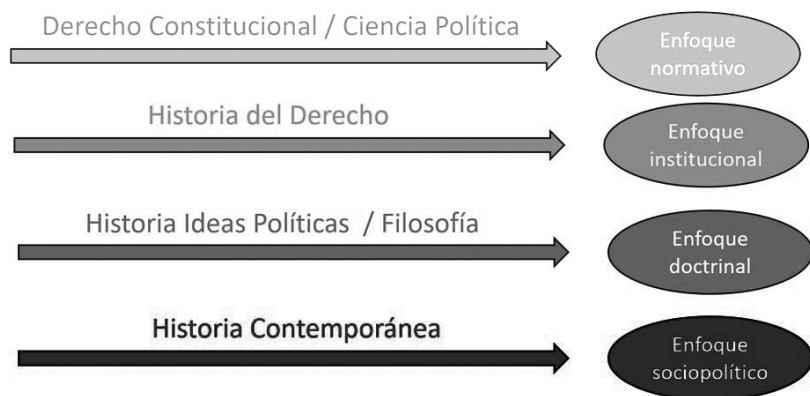 Derecho Constitucional / Ciencia Política
Enfoque
normativo
Historia del Derecho
Enfoque
institucional
Historia Ideas Políticas / Filosofía
Enfoque
doctrinal
Historia Contemporánea
Enfoque
sociopolítico